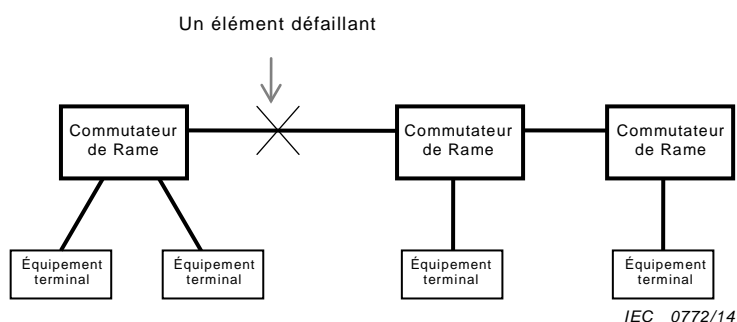 Un élément défaillant
Commutateur
de Rame
Commutateur
de Rame
Commutateur
de Rame
Équipement
terminal
Équipement
terminal
Équipement
terminal
Équipement
terminal
IEC 0772/14